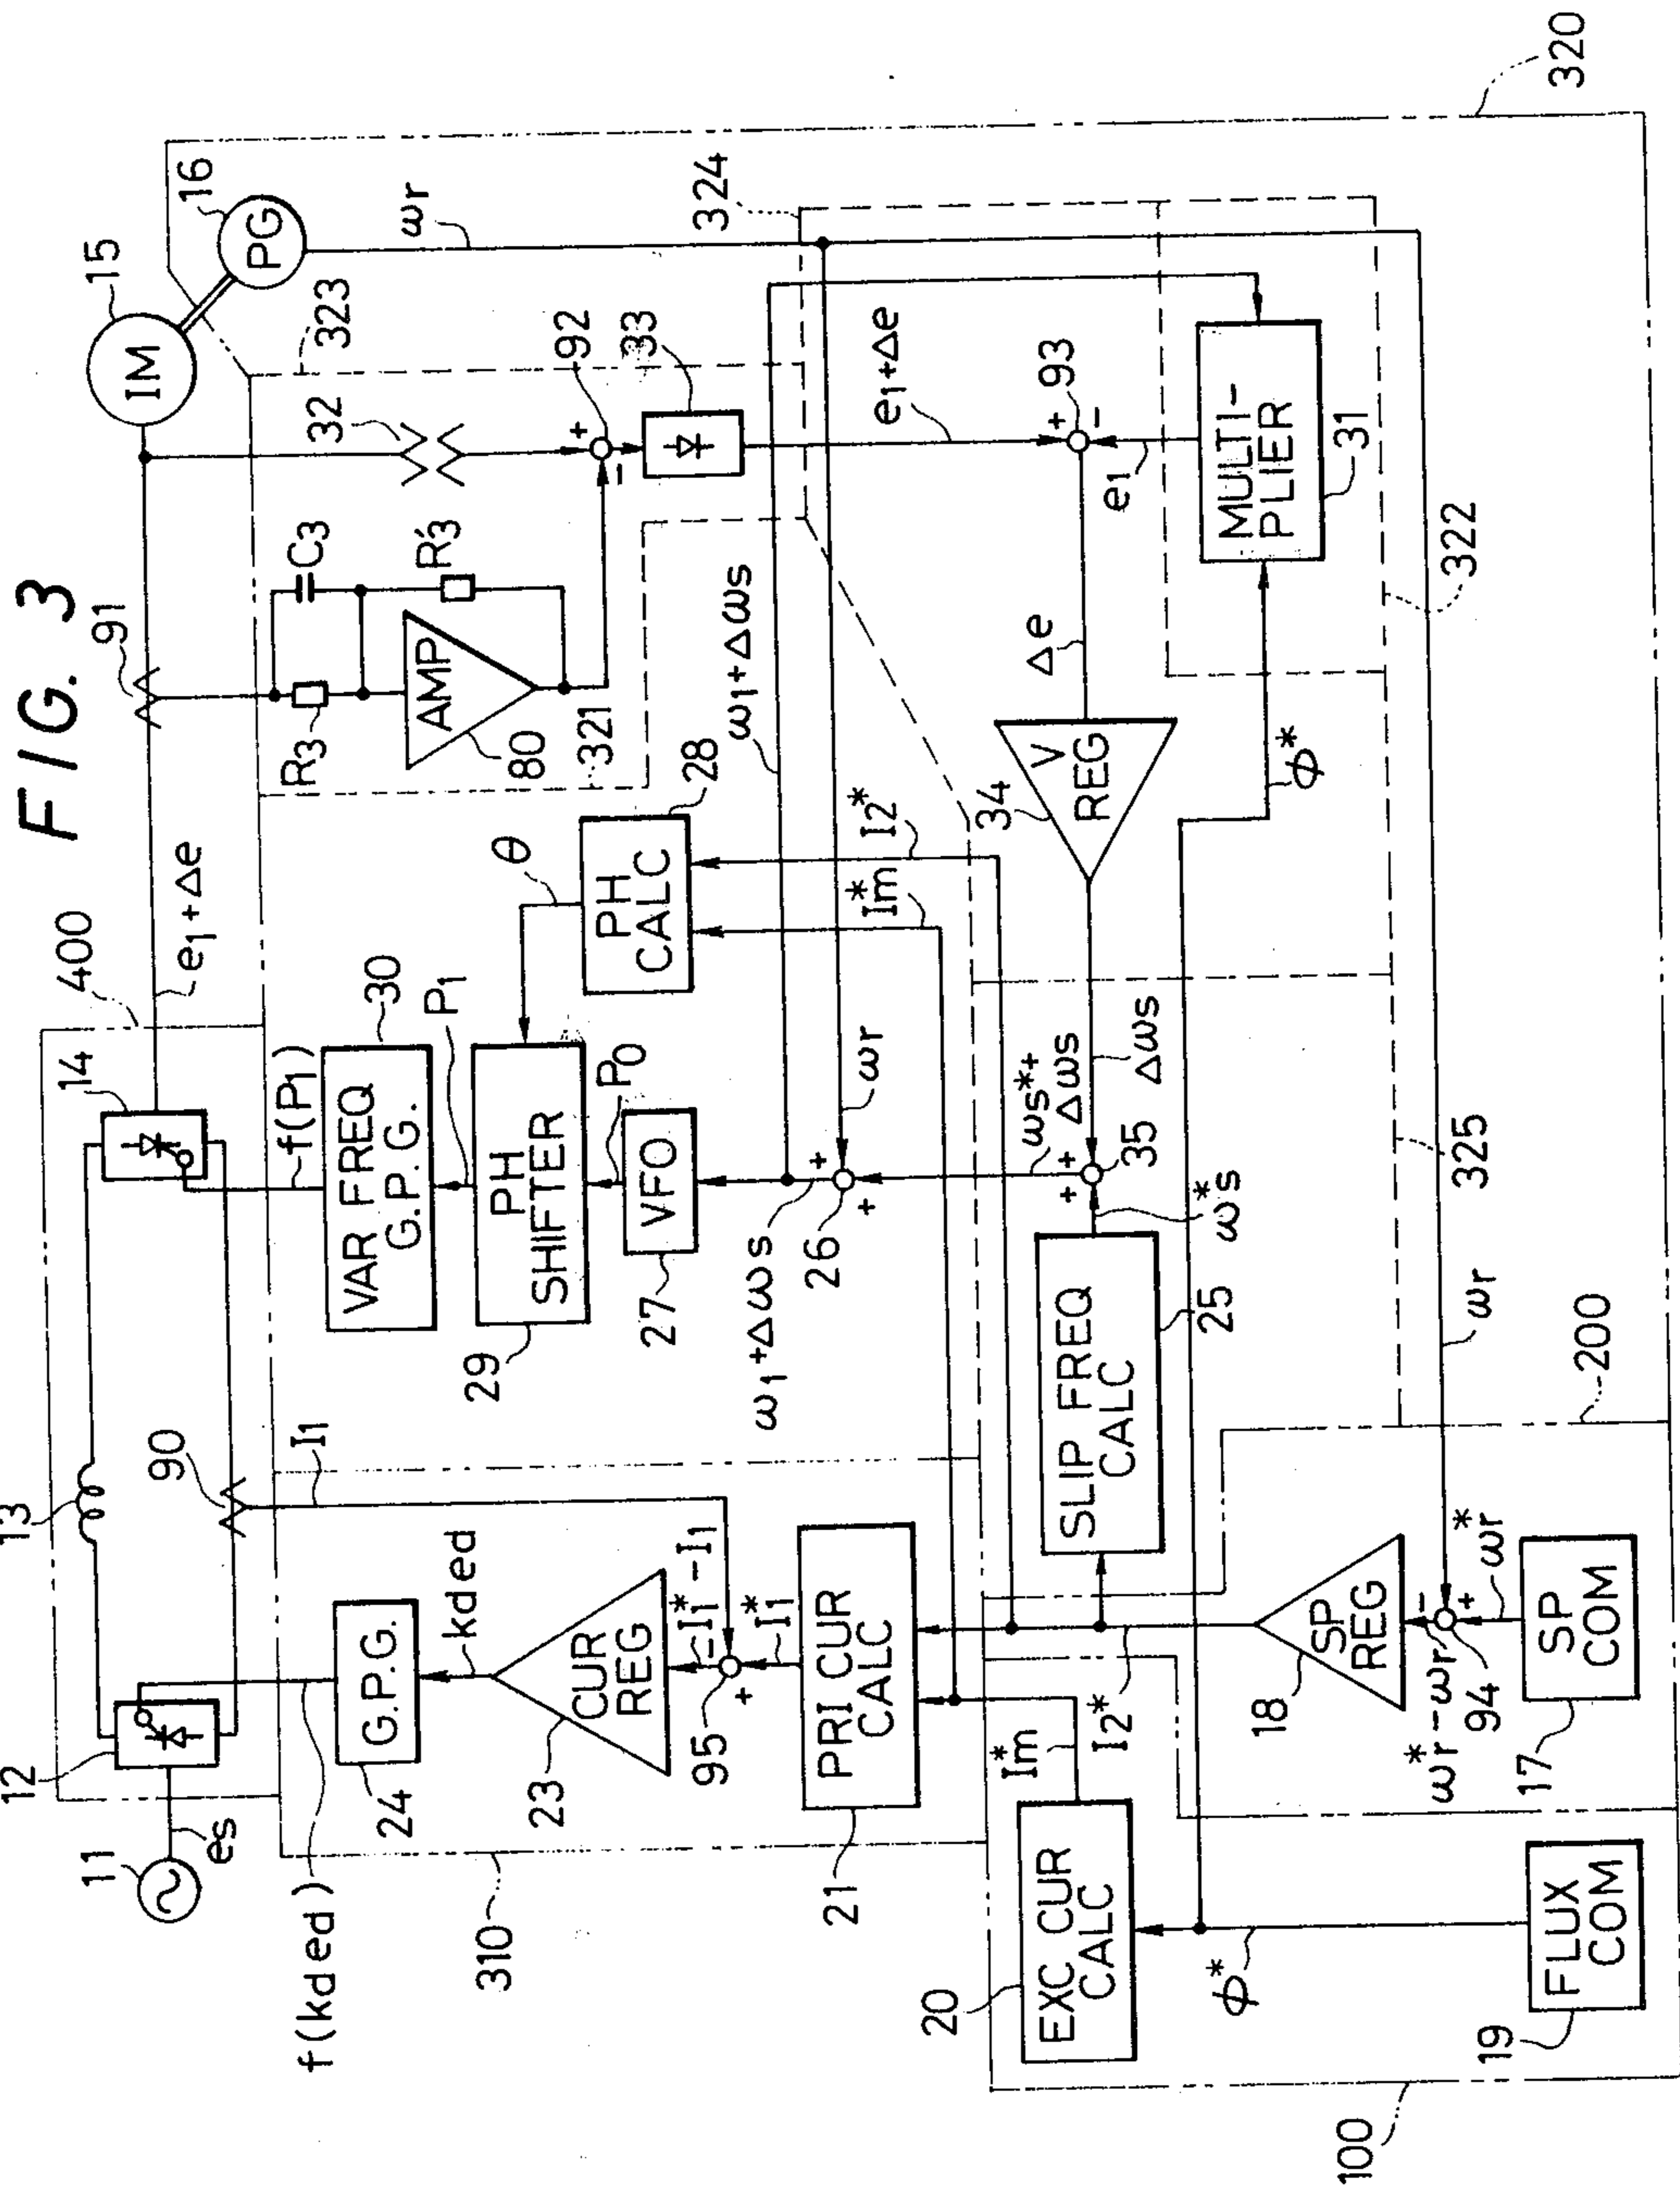 FIG. 3
11
es
12
13
90
I1
14
400
e1+Δe
91
15
IM
16
PG
ωr
f(kded)
24
G.P.G.
kded
23
CUR
REG
I1*-I1
95
+
-
I1*
21
PRI CUR
CALC
310
f(P1)
30
VAR FREQ
G.P.G.
P1
29
PH
SHIFTER
θ
28
PH
CALC
P0
27
VFO
ω1+Δωs
26
+
+
ωr
ω1+Δωs
Im*
I2*
R3
C3
R'3
AMP
80
321
32
323
92
+
-
33
324
e1+Δe
93
+
-
e1
Δe
34
V
REG
MULTI-
PLIER
31
322
Φ*
ωs*+
Δωs
Δωs
35
+
+
ωs*
SLIP FREQ
CALC
25
325
ωr
200
320
20
EXC CUR
CALC
Im*
I2*
18
SP
REG
ωr*-ωr
94
-
+
ωr*
17
SP
COM
Φ*
19
FLUX
COM
100